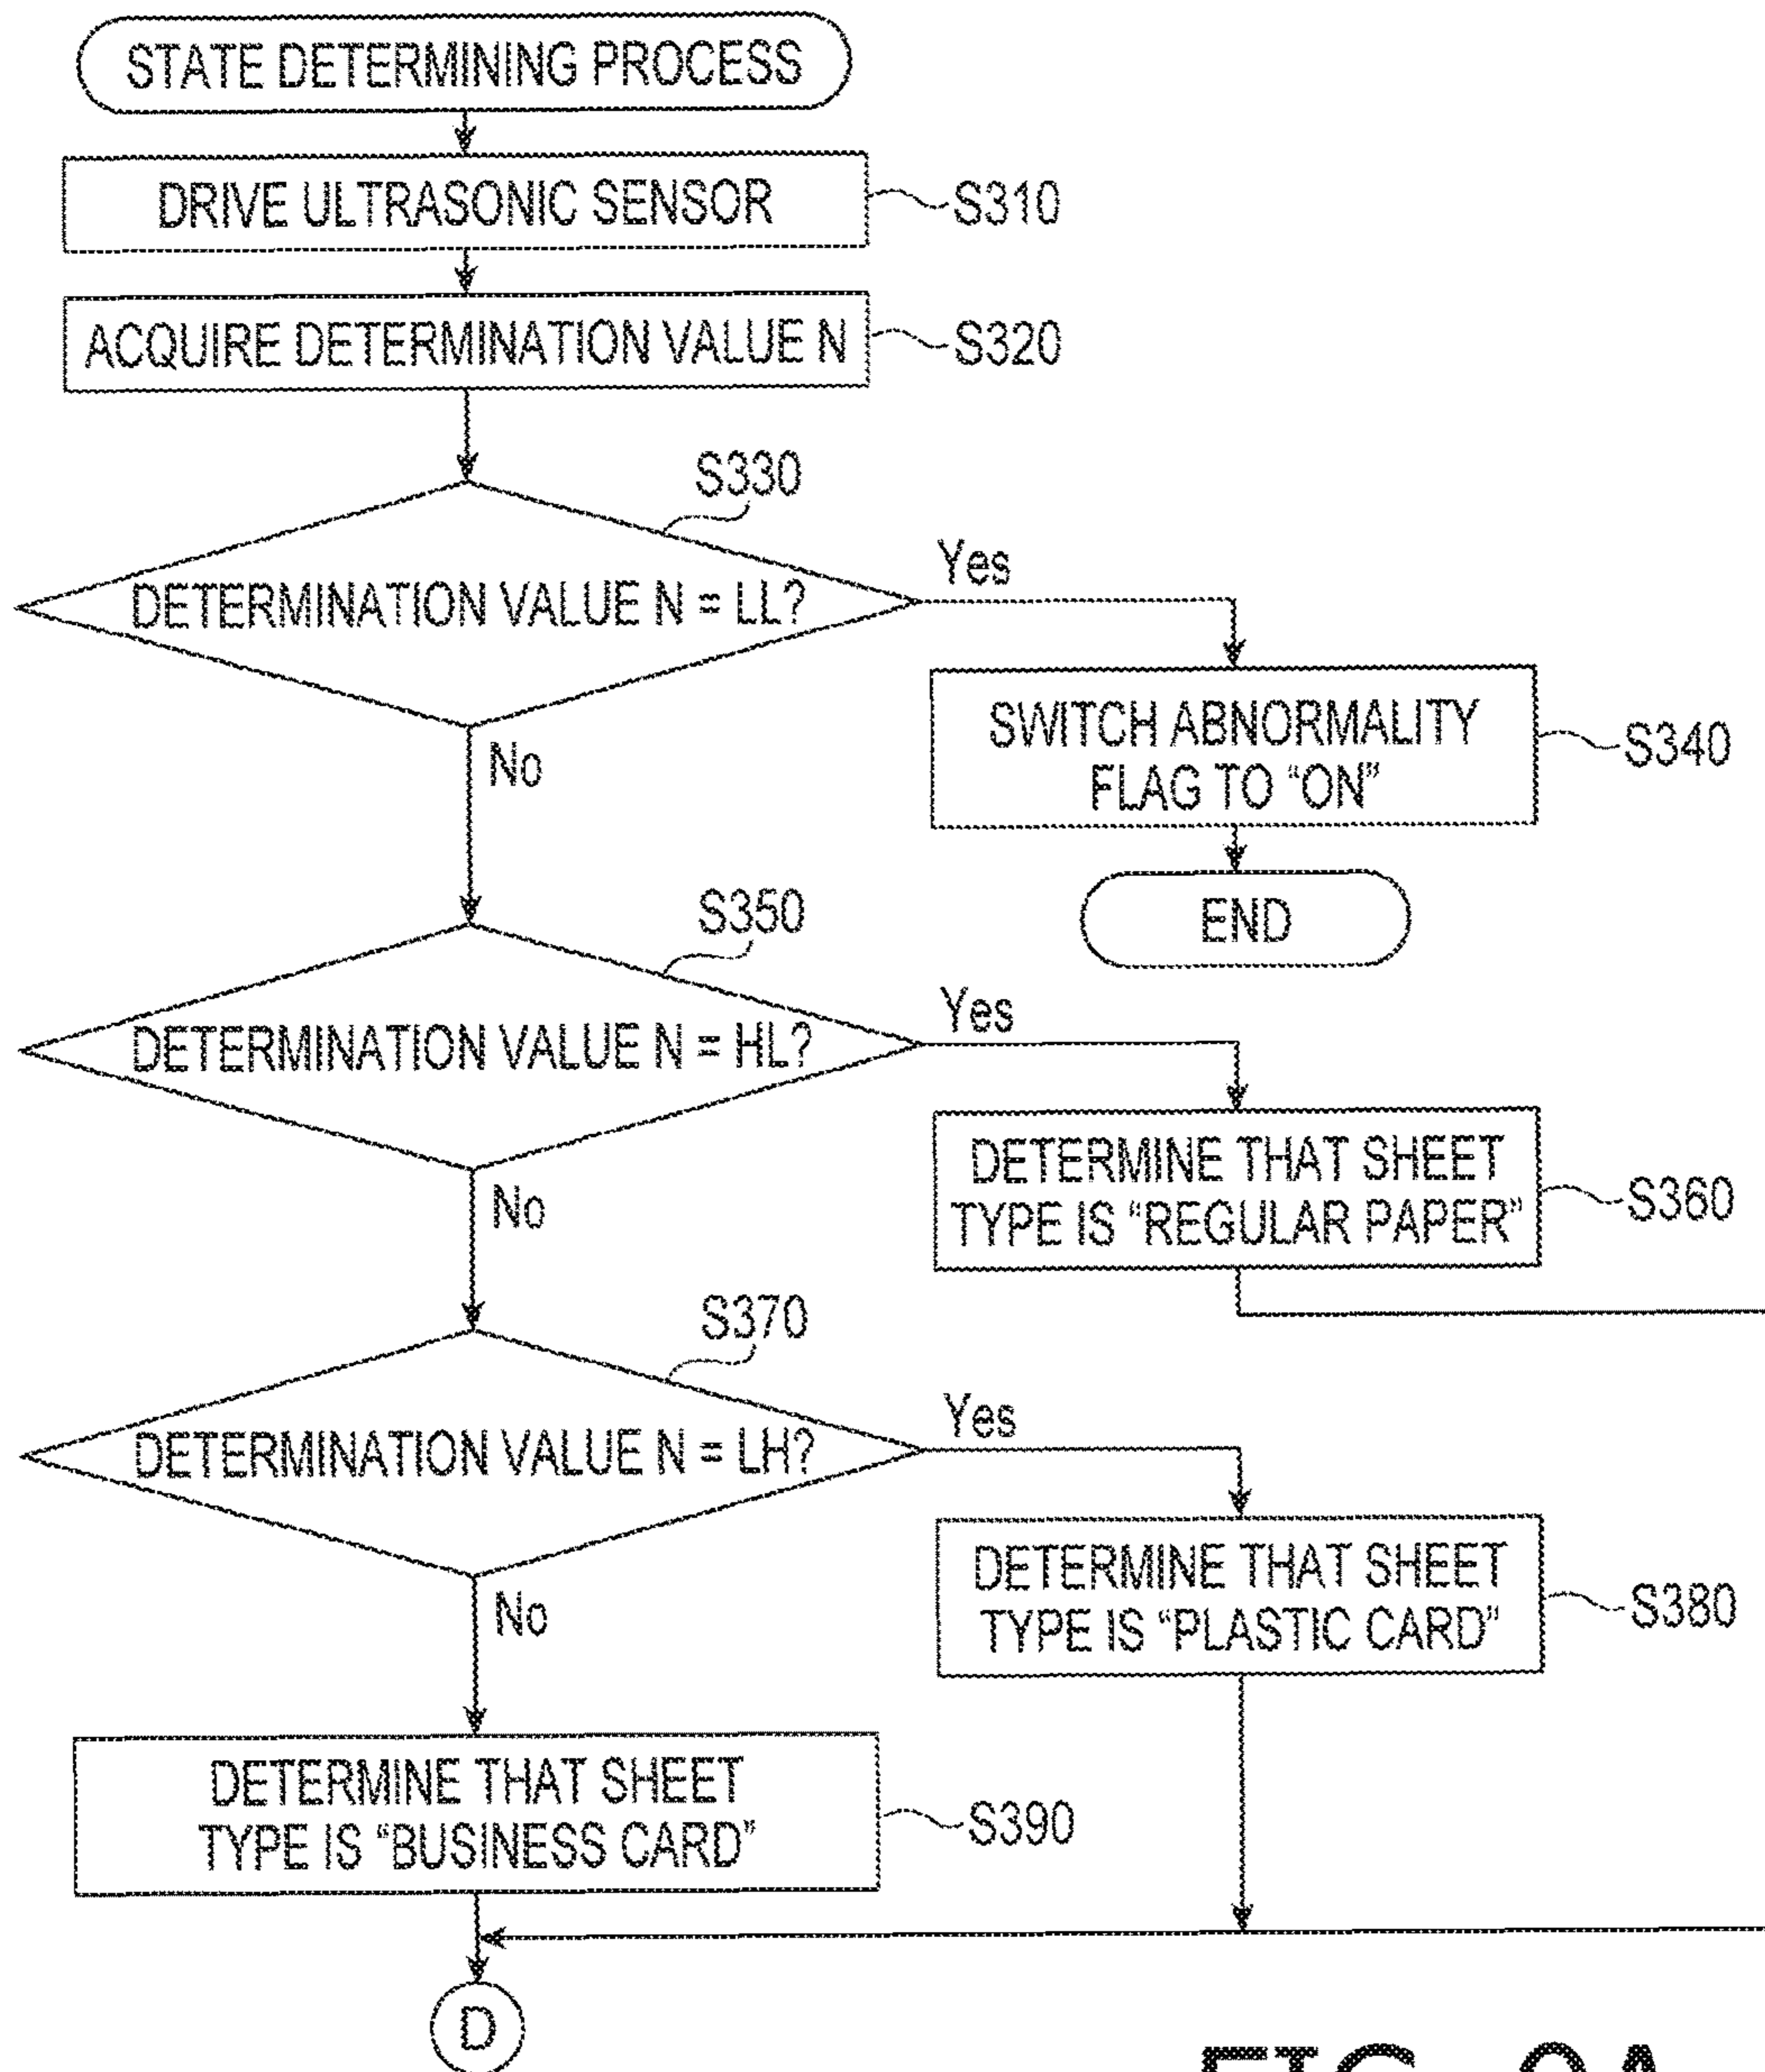 STATE DETERMINING PROCESS
DRIVE ULTRASONIC SENSOR
S310
ACQUIRE DETERMINATION VALUE N
S320
S330
DETERMINATION VALUE N = LL?
Yes
No
SWITCH ABNORMALITY
FLAG TO “ON”
S340
END
S350
DETERMINATION VALUE N = HL?
Yes
No
DETERMINE THAT SHEET
TYPE IS “REGULAR PAPER”
S360
S370
DETERMINATION VALUE N = LH?
Yes
No
DETERMINE THAT SHEET
TYPE IS “PLASTIC CARD”
S380
DETERMINE THAT SHEET
TYPE IS “BUSINESS CARD”
S390
D